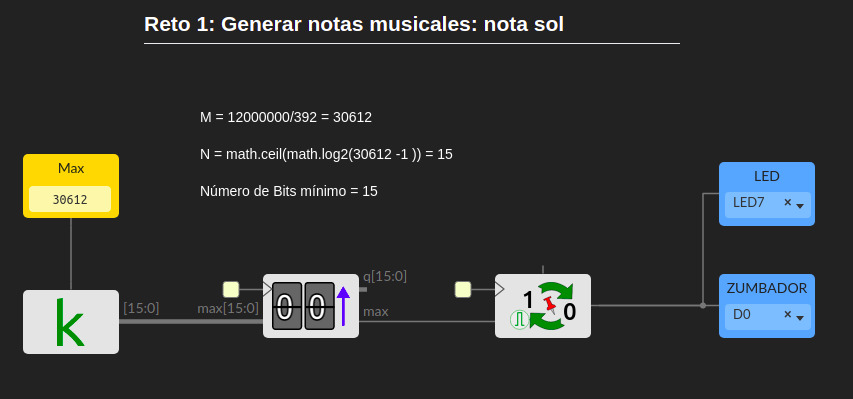 Reto 1: Generar notas musicales: nota sol
M = 12000000/392 = 30612
N = math.ceil(math.log2(30612 -1 )) = 15
Número de Bits mínimo = 15
Max
30612
k
[15:0]
max[15:0]
00
q[15:0]
max
1
0
LED
LED7 ×
ZUMBADOR
D0 ×